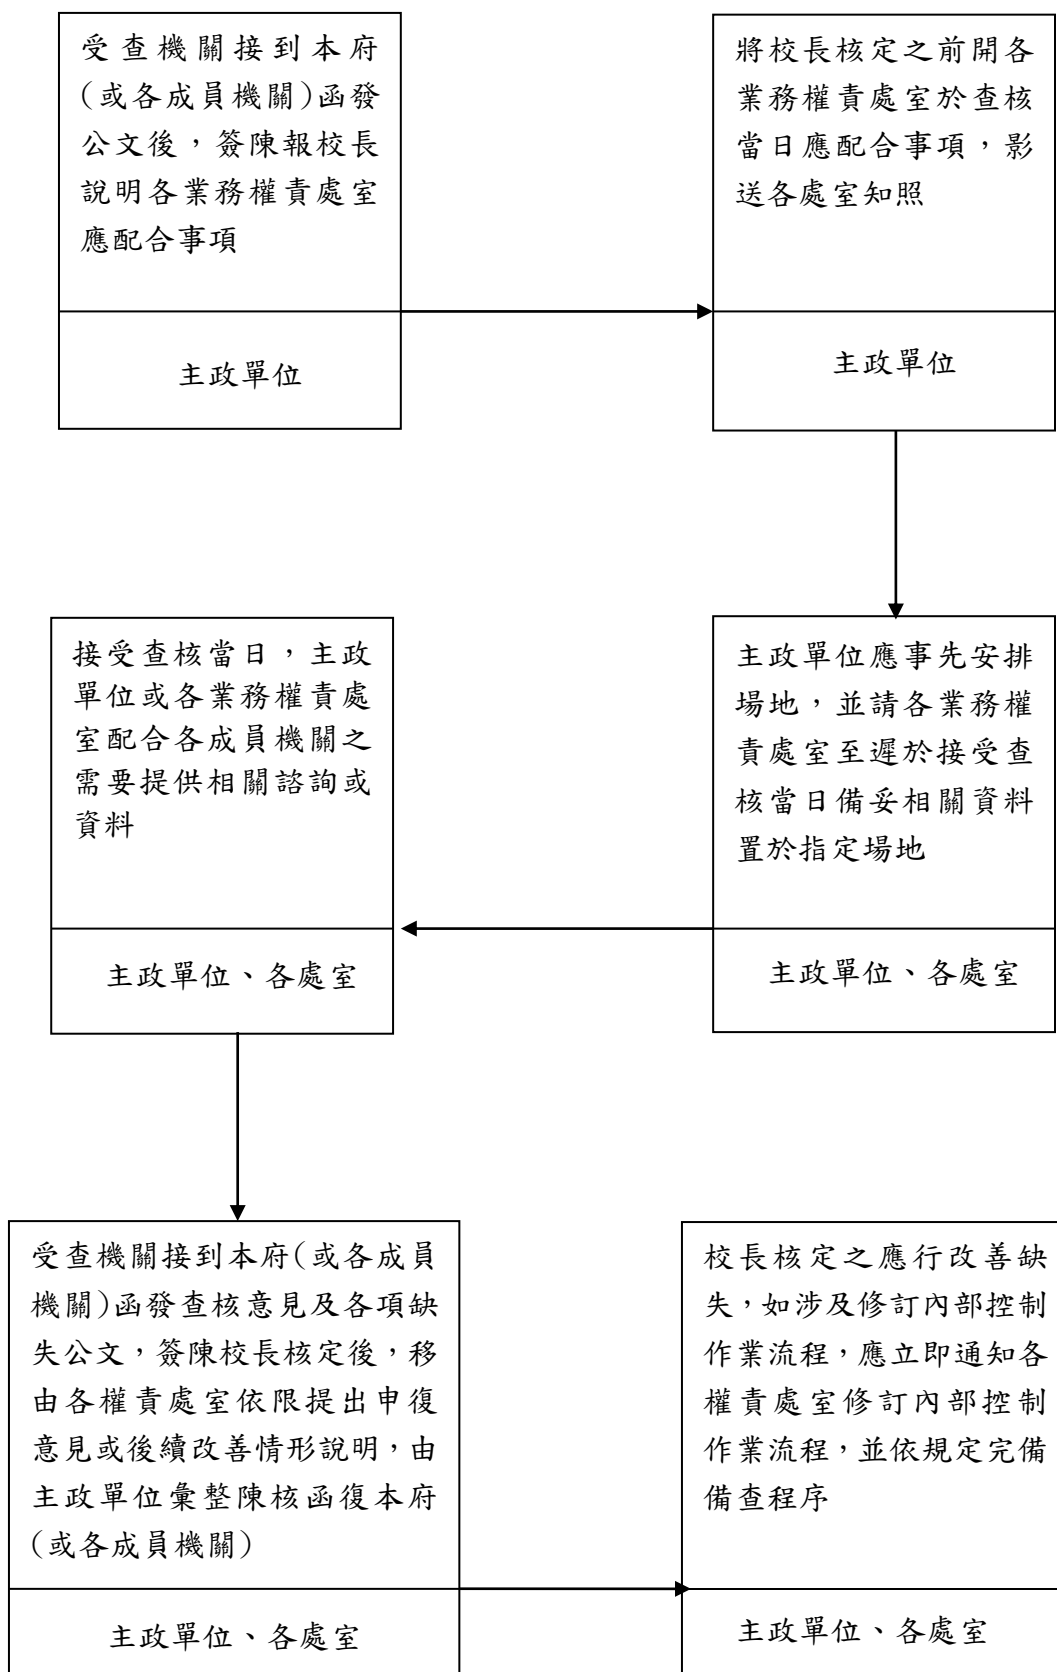 受查機關接到本府
(或各成員機關)函發
公文後，簽陳報校長
說明各業務權責處室
應配合事項
主政單位
將校長核定之前開各
業務權責處室於查核
當日應配合事項，影
送各處室知照
主政單位
主政單位應事先安排
場地，並請各業務權
責處室至遲於接受查
核當日備妥相關資料
置於指定場地
主政單位、各處室
接受查核當日，主政
單位或各業務權責處
室配合各成員機關之
需要提供相關諮詢或
資料
主政單位、各處室
受查機關接到本府(或各成員
機關)函發查核意見及各項缺
失公文，簽陳校長核定後，移
由各權責處室依限提出申復
意見或後續改善情形說明，由
主政單位彙整陳核函復本府
(或各成員機關)
主政單位、各處室
校長核定之應行改善缺
失，如涉及修訂內部控制
作業流程，應立即通知各
權責處室修訂內部控制
作業流程，並依規定完備
備查程序
主政單位、各處室